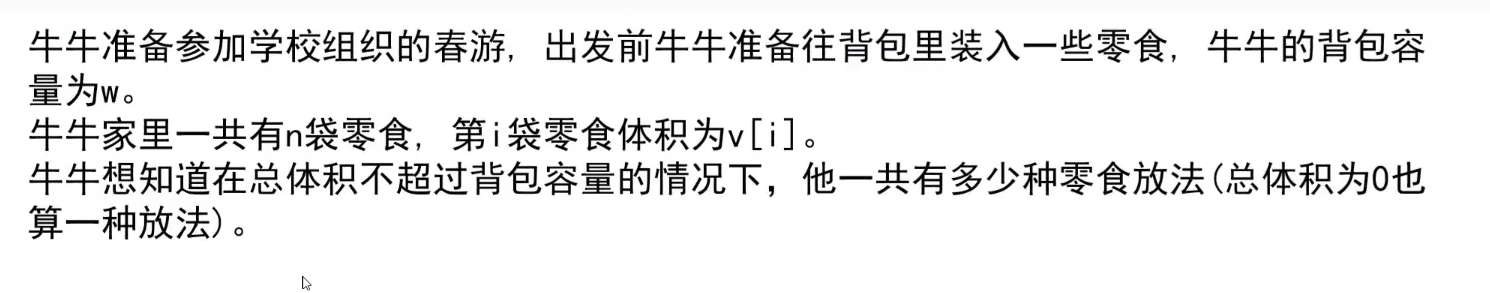 牛牛准备参加学校组织的春游, 出发前牛牛准备往背包里装入一些零食, 牛牛的背包容
量为w。
牛牛家里一共有n袋零食, 第i袋零食体积为v[i]。
牛牛想知道在总体积不超过背包容量的情况下，他一共有多少种零食放法(总体积为0也
算一种放法)。